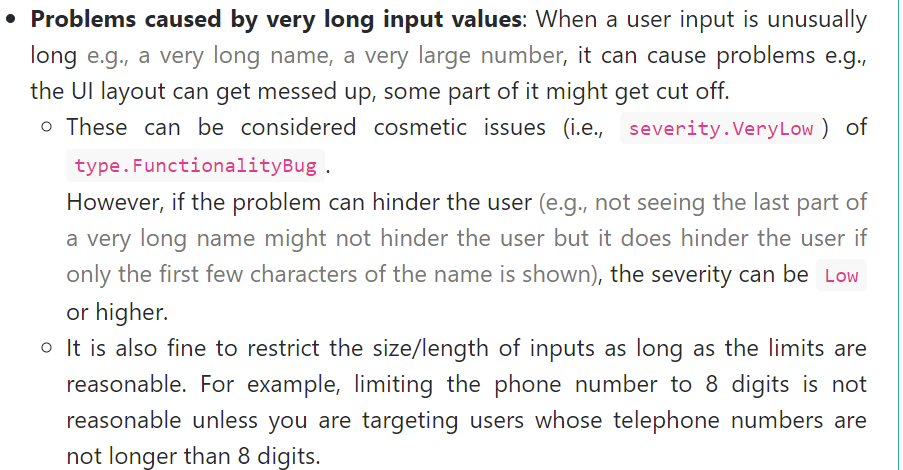 • Problems caused by very long input values: When a user input is unusually
long e.g., a very long name, a very large number, it can cause problems e.g.,
the UI layout can get messed up, some part of it might get cut off.
○ These can be considered cosmetic issues (i.e., severity.VeryLow ) of
type.FunctionalityBug .
However, if the problem can hinder the user (e.g., not seeing the last part of
a very long name might not hinder the user but it does hinder the user if
only the first few characters of the name is shown), the severity can be Low
or higher.
○ It is also fine to restrict the size/length of inputs as long as the limits are
reasonable. For example, limiting the phone number to 8 digits is not
reasonable unless you are targeting users whose telephone numbers are
not longer than 8 digits.